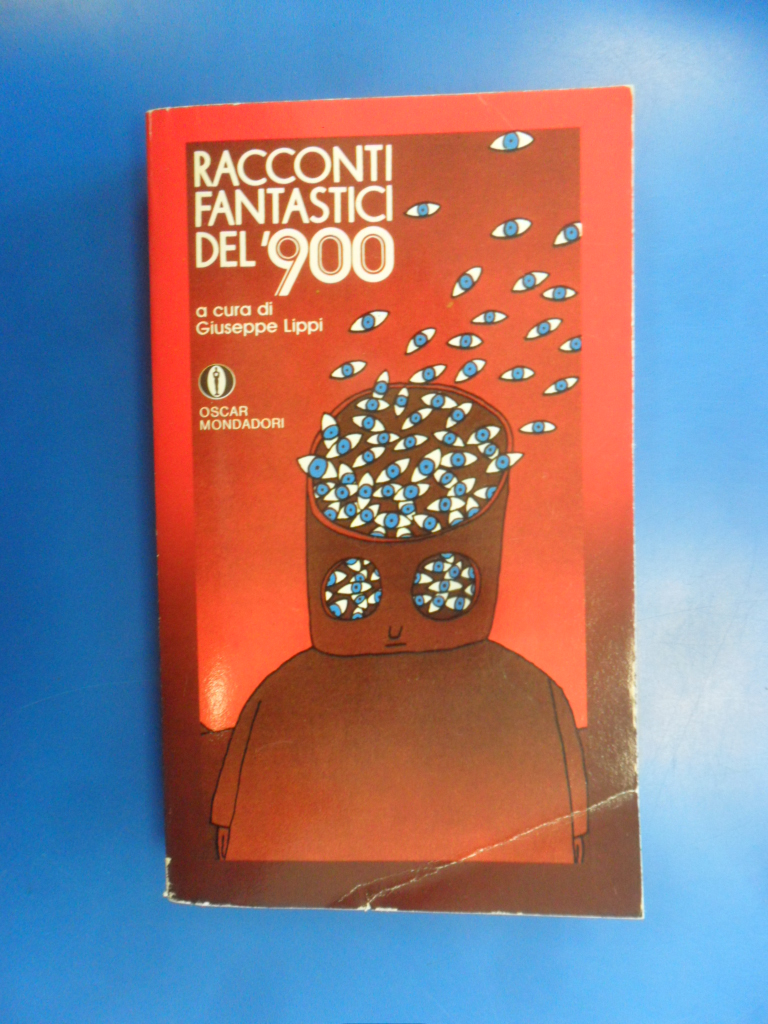 RACCONTI
FANTASTICI
DEL '900
a cura di
Giuseppe Lippi
OSCAR
MONDADORI